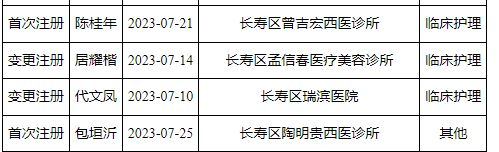 首次注册 陈桂年 2023-07-21 长寿区曾吉宏西医诊所 临床护理
变更注册 居耀楷 2023-07-14 长寿区孟信春医疗美容诊所 临床护理
变更注册 代文凤 2023-07-10 长寿区瑞滨医院 临床护理
首次注册 包垣沂 2023-07-25 长寿区陶明贵西医诊所 其他